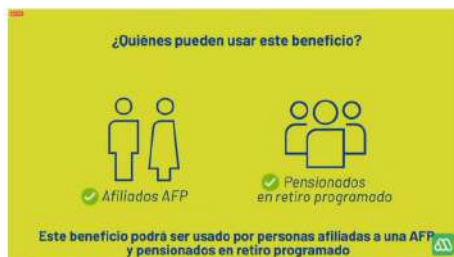 ¿Quiénes pueden usar este beneficio?
Afiliados AFP
Pensionados
en retiro programado
Este beneficio podrá ser usado por personas afiliadas a una AFP
y pensionados en retiro programado